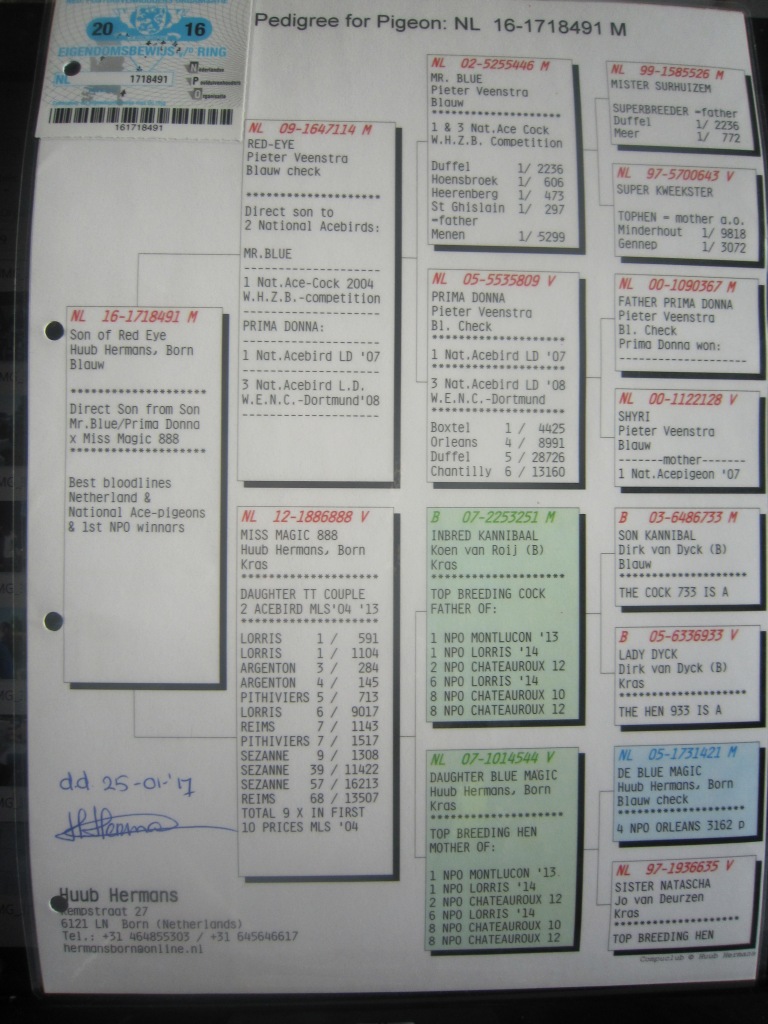 Pedigree for Pigeon: NL 16-1718491 M
20 16
EIGENDOMSBEWIJS v/o RING
NL 1718491
Nederlandse
Postduivenhouders
Organisatie
161718491
NL 16-1718491 M
Son of Red Eye
Huub Hermans, Born
Blauw
********************
Direct Son from Son
Mr.Blue/Prima Donna
x Miss Magic 888
********************
Best bloodlines
Netherland &
National Ace-pigeons
& 1st NPO winnars
NL 09-1647114 M
RED-EYE
Pieter Veenstra
Blauw check
********************
Direct son to
2 National Acebirds:
MR.BLUE
--------------------
1 Nat.Ace-Cock 2004
W.H.Z.B.-competition
--------------------
PRIMA DONNA:
--------------------
1 Nat.Acebird LD '07
--------------------
3 Nat.Acebird L.D.
W.E.N.C.-Dortmund'08
--------------------
NL 12-1886888 V
MISS MAGIC 888
Huub Hermans, Born
Kras
********************
DAUGHTER TT COUPLE
2 ACEBIRD MLS'04 '13
********************
LORRIS 1 / 591
LORRIS 1 / 1104
ARGENTON 3 / 284
ARGENTON 4 / 145
PITHIVIERS 5 / 713
LORRIS 6 / 9017
REIMS 7 / 1143
PITHIVIERS 7 / 1517
SEZANNE 9 / 1308
SEZANNE 39 / 11422
SEZANNE 57 / 16213
REIMS 68 / 13507
TOTAL 9 X IN FIRST
10 PRICES MLS '04
NL 02-5255446 M
MR. BLUE
Pieter Veenstra
Blauw
********************
1 & 3 Nat.Ace Cock
W.H.Z.B. Competition
Duffel 1/ 2236
Hoensbroek 1/ 606
Heerenberg 1/ 473
St Ghislain 1/ 297
=father
Menen 1/ 5299
NL 05-5535809 V
PRIMA DONNA
Pieter Veenstra
Bl. Check
********************
1 Nat.Acebird LD '07
********************
3 Nat.Acebird LD '08
W.E.N.C.-Dortmund
********************
Boxtel 1 / 4425
Orleans 4 / 8991
Duffel 5 / 28726
Chantilly 6 / 13160
B 07-2253251 M
INBRED KANNIBAAL
Koen van Roij (B)
Kras
********************
TOP BREEDING COCK
FATHER OF:
1 NPO MONTLUCON '13
1 NPO LORRIS '14
2 NPO CHATEAUROUX 12
6 NPO LORRIS '14
8 NPO CHATEAUROUX 10
8 NPO CHATEAUROUX 12
NL 07-1014544 V
DAUGHTER BLUE MAGIC
Huub Hermans, Born
Kras
********************
TOP BREEDING HEN
MOTHER OF:
1 NPO MONTLUCON '13
1 NPO LORRIS '14
2 NPO CHATEAUROUX 12
6 NPO LORRIS '14
8 NPO CHATEAUROUX 10
8 NPO CHATEAUROUX 12
NL 99-1585526 M
MISTER SURHUIZEM
SUPERBREEDER =father
Duffel 1/ 2236
Meer 1/ 772
NL 97-5700643 V
SUPER KWEEKSTER
TOPHEN = mother a.o.
Minderhout 1/ 9818
Gennep 1/ 3072
NL 00-1090367 M
FATHER PRIMA DONNA
Pieter Veenstra
Bl. Check
Prima Donna won:
--------------------
NL 00-1122128 V
SHYRI
Pieter Veenstra
Blauw
-------mother-------
1 Nat.Acepigeon '07
B 03-6486733 M
SON KANNIBAL
Dirk van Dyck (B)
Blauw
********************
THE COCK 733 IS A
B 05-6336933 V
LADY DYCK
Dirk van Dyck (B)
Kras
********************
THE HEN 933 IS A
NL 05-1731421 M
DE BLUE MAGIC
Huub Hermans, Born
Blauw check
********************
4 NPO ORLEANS 3162 D
NL 97-1936635 V
SISTER NATASCHA
Jo van Deurzen
Kras
********************
TOP BREEDING HEN
d.d. 25-01-'17
HHermans
Huub Hermans
Kempstraat 27
6121 LN Born (Netherlands)
Tel.: +31 464855303 / +31 645646617
hermansborn@online.nl
Compuclub © Huub Hermans